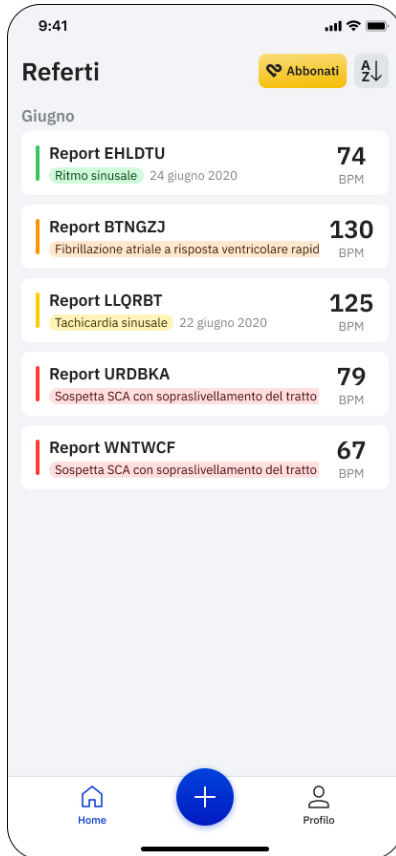 9:41
Referti
Abbonati
A
Z
Giugno
Report EHLDTU
74
Ritmo sinusale 24 giugno 2020
BPM
Report BTNGZJ
130
Fibrillazione atriale a risposta ventricolare rapid
BPM
Report LLQRBT
125
Tachicardia sinusale 22 giugno 2020
BPM
Report URDBKA
79
Sospetta SCA con sopraslivellamento del tratto
BPM
Report WNTWCF
67
Sospetta SCA con sopraslivellamento del tratto
BPM
Home
Profilo